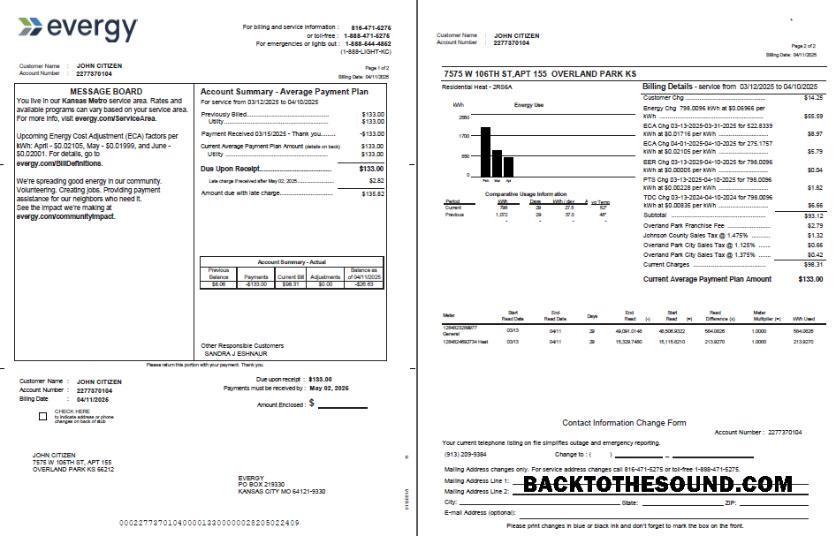 evergy
For billing and service information : 816-471-5275
or toll-free : 1-888-471-5275
For emergencies or lights out : 1-888-544-4852
(1-888-LIGHT-KC)
Customer Name : JOHN CITIZEN
Account Number : 2277370104
Page 1 of 2
Billing Date: 04/11/2025
MESSAGE BOARD
You live in our Kansas Metro service area. Rates and
available programs can vary based on your service area.
For more info, visit evergy.com/ServiceArea.
Upcoming Energy Cost Adjustment (ECA) factors per
kWh: April - $0.02105, May - $0.01999, and June -
$0.02001. For details, go to
evergy.com/BillDefinitions.
We're spreading good energy in our community.
Volunteering. Creating jobs. Providing payment
assistance for our neighbors who need it.
See the impact we're making at
evergy.com/communityimpact.
Account Summary - Average Payment Plan
For service from 03/12/2025 to 04/10/2025
Previously Billed $133.00
Utility $133.00
Payment Received 03/15/2025 - Thank you -$133.00
Current Average Payment Plan Amount (details on back) $133.00
Utility $133.00
Due Upon Receipt $133.00
Late charge if received after May 02, 2025 $2.82
Amount due with late charge $135.82
Account Summary - Actual
Previous Balance Payments Current Bill Adjustments Balance as of 04/11/2025
$8.06 -$133.00 $98.31 $0.00 -$26.63
Other Responsible Customers
SANDRA J ESHNAUR
Please return this portion with your payment. Thank you.
Customer Name : JOHN CITIZEN
Account Number : 2277370104
Billing Date : 04/11/2025
Due upon receipt : $133.00
Payments must be received by : May 02, 2025
Amount Enclosed : $
CHECK HERE
to indicate address or phone
changes on back of stub
JOHN CITIZEN
7575 W 106TH ST, APT 155
OVERLAND PARK KS 66212
EVERGY
PO BOX 219330
KANSAS CITY MO 64121-9330
Customer Name : JOHN CITIZEN
Account Number : 2277370104
Page 2 of 2
Billing Date: 04/11/2025
7575 W 106TH ST,APT 155 OVERLAND PARK KS
Residential Heat - 2RS6A
kWh
Energy Use
2550
1700
850
0
Feb Mar Apr
Comparative Usage Information
Period kWh Days kWh / day
Current 798 29 27.5
Previous 1,072 29 37.0
Billing Details - service from 03/12/2025 to 04/10/2025
Customer Chg $14.25
Energy Chg 798.0096 kWh at $0.06966 per
kWh $55.59
ECA Chg 03-13-2025-03-31-2025 for 522.8339
kWh at $0.01716 per kWh $8.97
ECA Chg 04-01-2025-04-10-2025 for 275.1757
kWh at $0.02105 per kWh $5.79
EER Chg 03-13-2025-04-10-2025 for 798.0096
kWh at $0.00005 per kWh $0.04
PTS Chg 03-13-2025-04-10-2025 for 798.0096
kWh at $0.00228 per kWh $1.82
TDC Chg 03-13-2024-04-10-2024 for 798.0096
kWh at $0.00835 per kWh $6.66
Subtotal $93.12
Overland Park Franchise Fee $2.79
Johnson County Sales Tax @ 1.475% $1.32
Overland Park City Sales Tax @ 1.125% $0.66
Overland Park City Sales Tax @ .375% $0.42
Current Charges $98.31
Current Average Payment Plan Amount $133.00
Meter Start Read Date End Read Date Days End Read (-) Start Read (=) Read Difference (x) Meter Multiplier (=) kWh Used
General 03/13 04/11 29 1.0000
Heat 03/13 04/11 29 213.9270 1.0000 213.9270
Contact Information Change Form
Account Number : 2277370104
Your current telephone listing on file simplifies outage and emergency reporting.
(913) 209-9384 Change to : ( ) –
Mailing Address changes only. For service address changes call 816-471-5275 or toll-free 1-888-471-5275.
Mailing Address Line 1:
Mailing Address Line 2:
BACKTOTHESOUND.COM
City: State: ZIP:
E-mail Address (optional):
Please print changes in blue or black ink and don't forget to mark the box on the front.